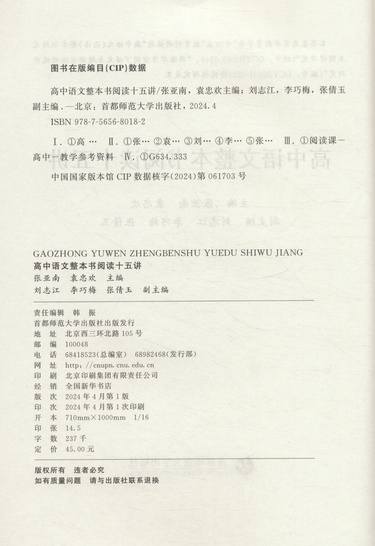 图书在版编目(CIP)数据
高中语文整本书阅读十五讲/张亚南,袁忠欢主编;刘志江,李巧梅,张倩玉
副主编.—北京:首都师范大学出版社,2024.4
ISBN 978-7-5656-8018-2
Ⅰ.①高… Ⅱ.①张…②袁…③刘…④李…⑤张… Ⅲ.①阅读课—
高中—教学参考资料 Ⅳ.①G634.333
中国国家版本馆CIP数据核字(2024)第061703号
GAOZHONG YUWEN ZHENGBENSHU YUEDU SHIWU JIANG
高中语文整本书阅读十五讲
张亚南 袁忠欢 主编
刘志江 李巧梅 张倩玉 副主编
责任编辑 韩 振
首都师范大学出版社出版发行
地 址 北京西三环北路105号
邮 编 100048
电 话 68418523(总编室) 68982468(发行部)
网 址 http://cnupn.cnu.edu.cn
印 刷 北京印刷集团有限责任公司
经 销 全国新华书店
版 次 2024年4月第1版
印 次 2024年4月第1次印刷
开 本 710mm×1000mm 1/16
印 张 14.5
字 数 237千
定 价 45.00元
版权所有 违者必究
如有质量问题 请与出版社联系退换